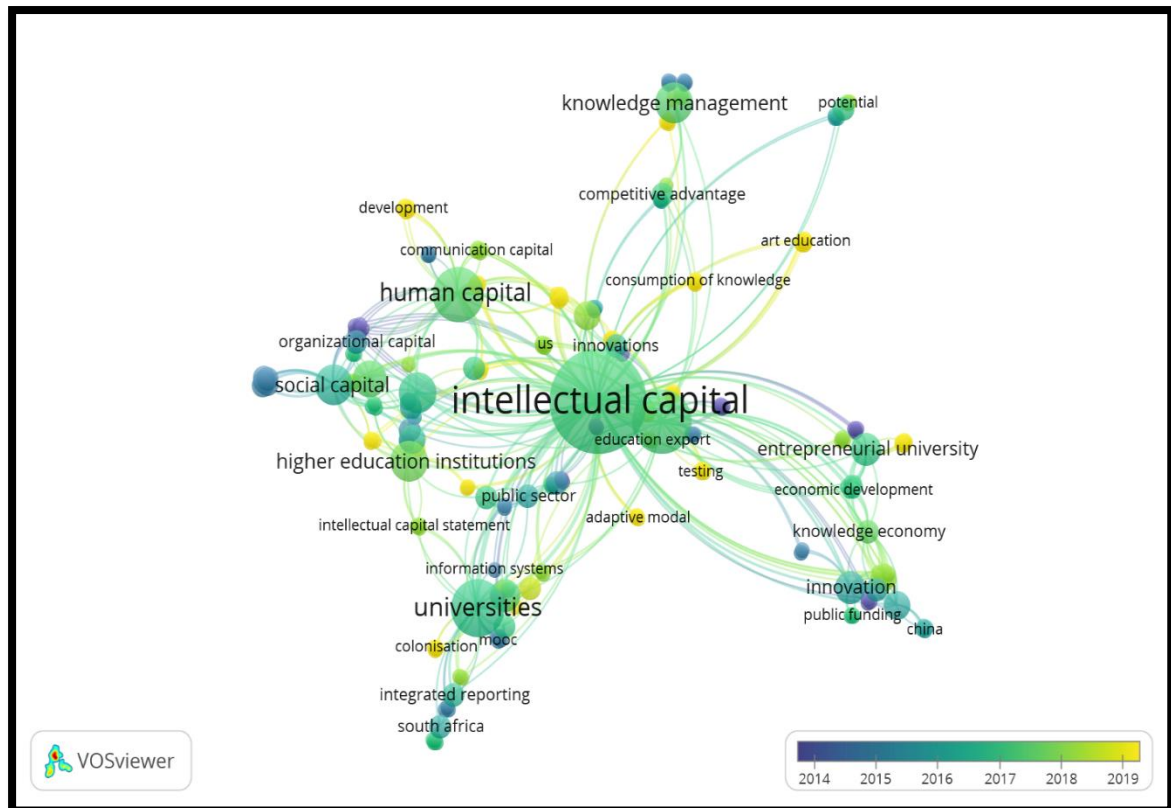 knowledge management
potential
competitive advantage
development
art education
communication capital
consumption of knowledge
human capital
organizational capital
us
innovations
social capital
intellectual capital
education export
entrepreneurial university
higher education institutions
testing
economic development
public sector
adaptive modal
intellectual capital statement
knowledge economy
information systems
innovation
universities
public funding
china
mooc
colonisation
integrated reporting
south africa
VOSviewer
2014 2015 2016 2017 2018 2019